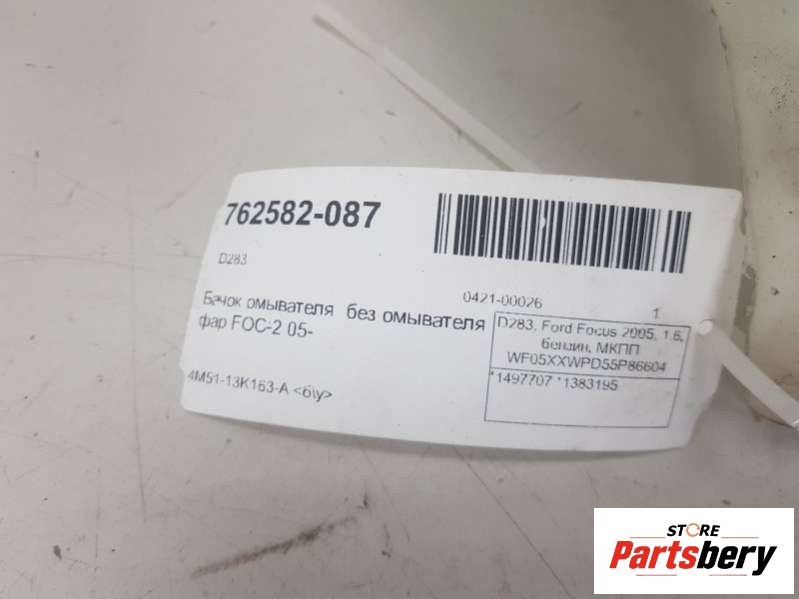 762582-087
D283
Бачок омывателя без омывателя
фар FOC-2 05-
4M51-13K163-A <б\у>
0421-00026 1
D283, Ford Focus 2005, 1.6,
бензин, МКПП
WF05XXWPD55P86604
*1497707 *1383195
STORE
Partsbery